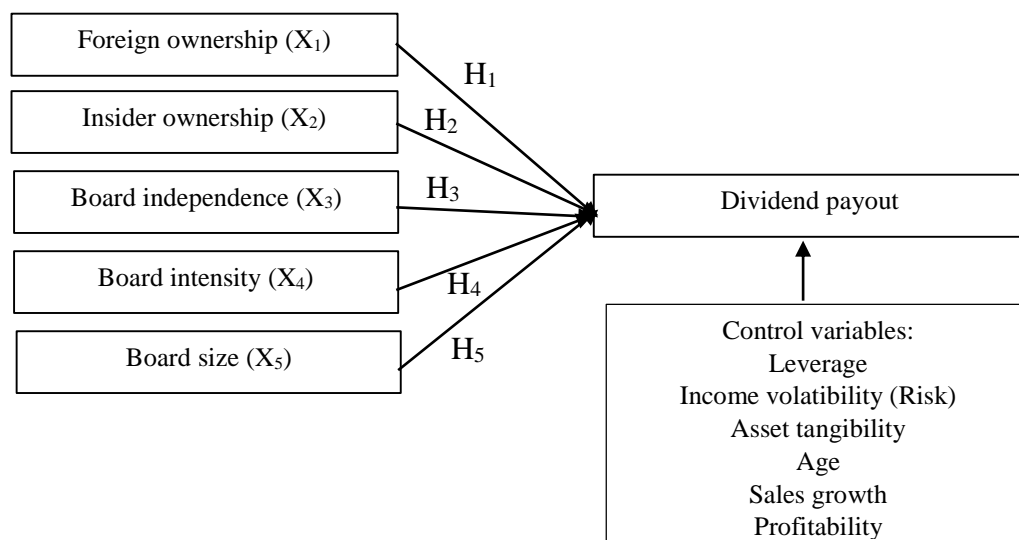 Foreign ownership (X₁)
H₁
Insider ownership (X₂)
H₂
Board independence (X₃)
H₃
Dividend payout
Board intensity (X₄)
H₄
Board size (X₅)
H₅
Control variables:
Leverage
Income volatibility (Risk)
Asset tangibility
Age
Sales growth
Profitability